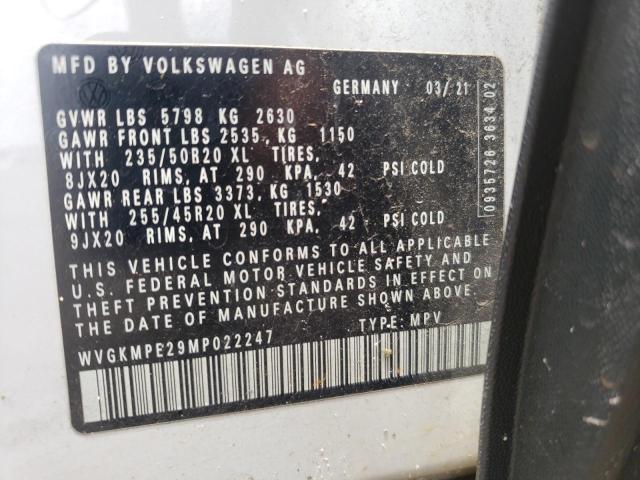 MFD BY VOLKSWAGEN AG
GERMANY 03/21
GVWR LBS 5798 KG 2630
GAWR FRONT LBS 2535, KG 1150
WITH 235/50R20 XL TIRES,
8JX20 RIMS, AT 290 KPA, 42 PSI COLD
GAWR REAR LBS 3373, KG 1530
WITH 255/45R20 XL TIRES,
9JX20 RIMS, AT 290 KPA, 42 PSI COLD
THIS VEHICLE CONFORMS TO ALL APPLICABLE
U.S. FEDERAL MOTOR VEHICLE SAFETY AND
THEFT PREVENTION STANDARDS IN EFFECT ON
THE DATE OF MANUFACTURE SHOWN ABOVE.
WVGKMPE29MP022247 TYPE: MPV
0935726 3634 02